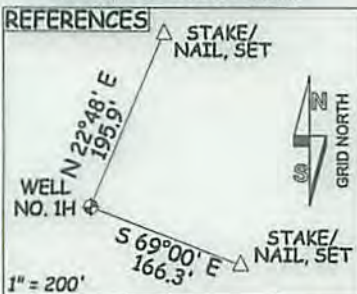 REFERENCES
STAKE/
NAIL, SET
N 22°48' E
195.9'
N
S
GRID NORTH
WELL
NO. 1H
S 69°00' E
166.3'
STAKE/
NAIL, SET
1" = 200'